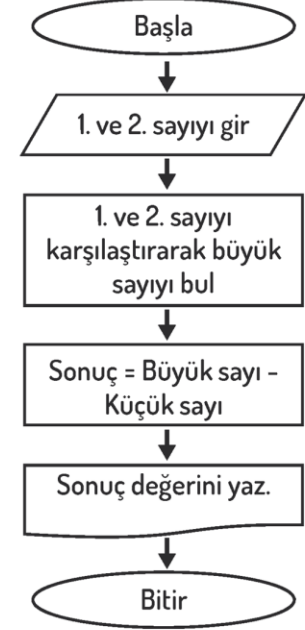 Başla
1. ve 2. sayıyı gir
1. ve 2. sayıyı
karşılaştırarak büyük
sayıyı bul
Sonuç = Büyük sayı -
Küçük sayı
Sonuç değerini yaz.
Bitir